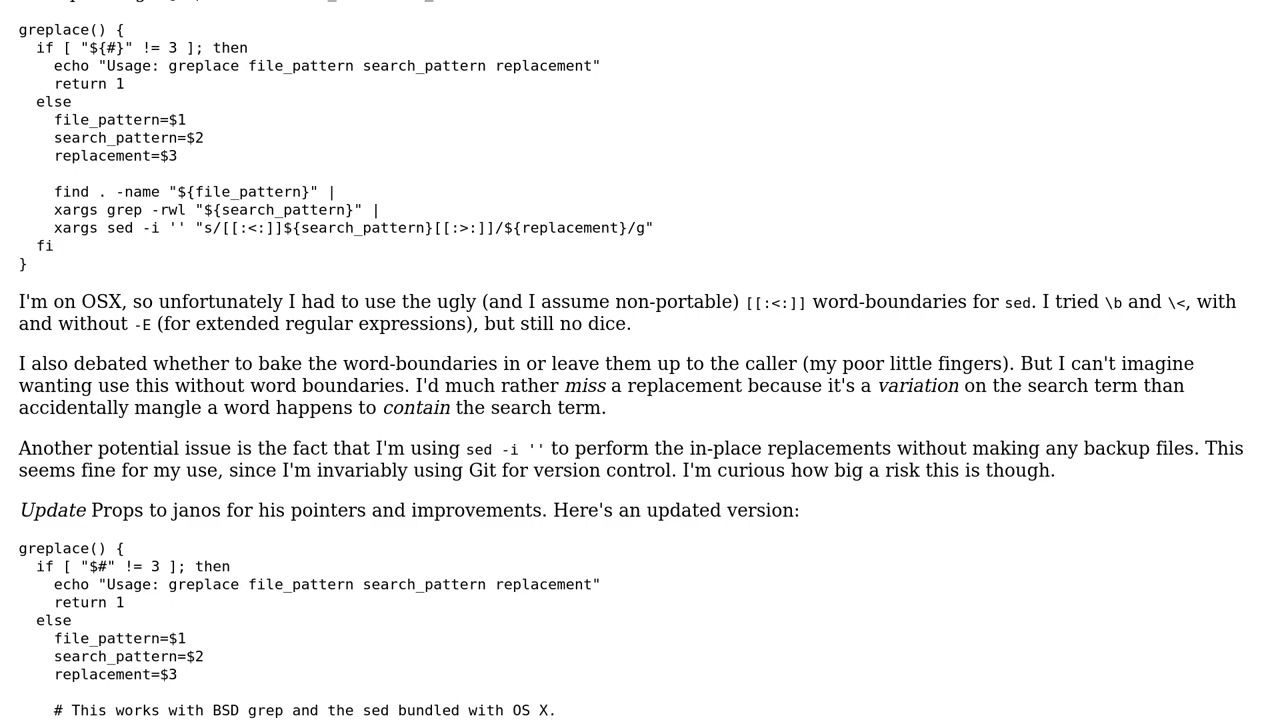 greplace() {
  if [ "${#}" != 3 ]; then
    echo "Usage: greplace file_pattern search_pattern replacement"
    return 1
  else
    file_pattern=$1
    search_pattern=$2
    replacement=$3

    find . -name "${file_pattern}" |
    xargs grep -rwl "${search_pattern}" |
    xargs sed -i '' "s/[[:<:]]${search_pattern}[[:>:]]/${replacement}/g"
  fi
}
I'm on OSX, so unfortunately I had to use the ugly (and I assume non-portable) [[:<:]] word-boundaries for sed. I tried \b and \<, with
and without -E (for extended regular expressions), but still no dice.
I also debated whether to bake the word-boundaries in or leave them up to the caller (my poor little fingers). But I can't imagine
wanting use this without word boundaries. I'd much rather miss a replacement because it's a variation on the search term than
accidentally mangle a word happens to contain the search term.
Another potential issue is the fact that I'm using sed -i '' to perform the in-place replacements without making any backup files. This
seems fine for my use, since I'm invariably using Git for version control. I'm curious how big a risk this is though.
Update Props to janos for his pointers and improvements. Here's an updated version:
greplace() {
  if [ "$#" != 3 ]; then
    echo "Usage: greplace file_pattern search_pattern replacement"
    return 1
  else
    file_pattern=$1
    search_pattern=$2
    replacement=$3

    # This works with BSD grep and the sed bundled with OS X.